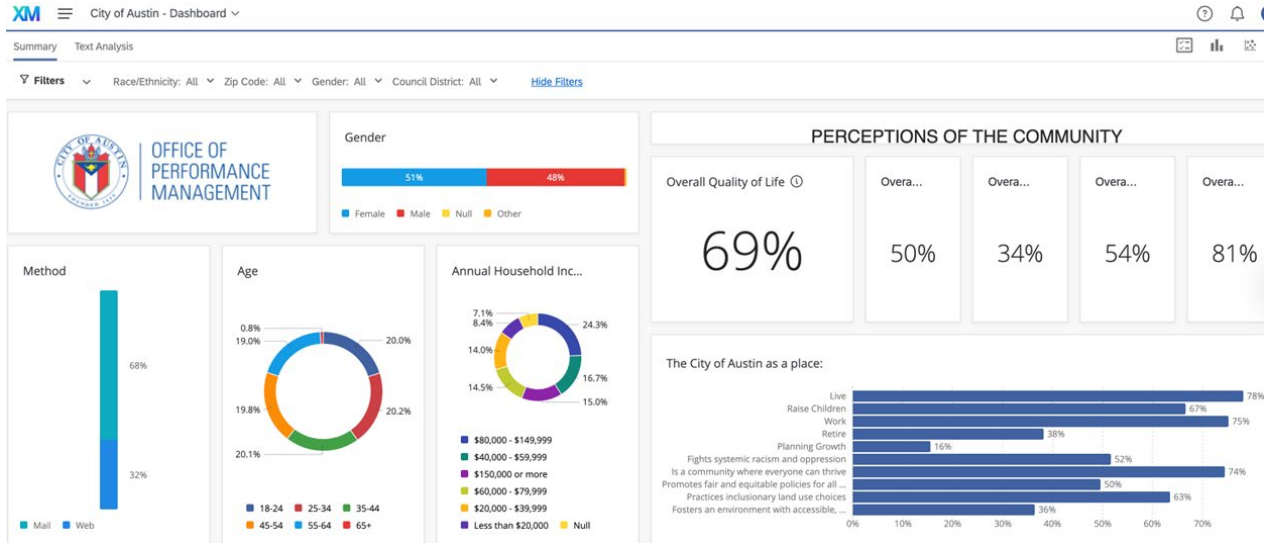 XM City of Austin - Dashboard
Summary Text Analysis
Filters Race/Ethnicity: All Zip Code: All Gender: All Council District: All Hide Filters
CITY OF AUSTIN
FOUNDED 1839
OFFICE OF
PERFORMANCE
MANAGEMENT
Gender
51% 48%
Female Male Null Other
Method
68%
32%
Mail Web
Age
0.8%
19.0%
20.0%
19.8%
20.2%
20.1%
18-24 25-34 35-44
45-54 55-64 65+
Annual Household Inc...
7.1%
8.4%
24.3%
14.0%
16.7%
14.5%
15.0%
$80,000 - $149,999
$40,000 - $59,999
$150,000 or more
$60,000 - $79,999
$20,000 - $39,999
Less than $20,000 Null
PERCEPTIONS OF THE COMMUNITY
Overall Quality of Life
69%
Overa...
50%
Overa...
34%
Overa...
54%
Overa...
81%
The City of Austin as a place:
Live 78%
Raise Children 67%
Work 75%
Retire 38%
Planning Growth 16%
Fights systemic racism and oppression 52%
Is a community where everyone can thrive 74%
Promotes fair and equitable policies for all ... 50%
Practices inclusionary land use choices 63%
Fosters an environment with accessible, ... 36%
0% 10% 20% 30% 40% 50% 60% 70%